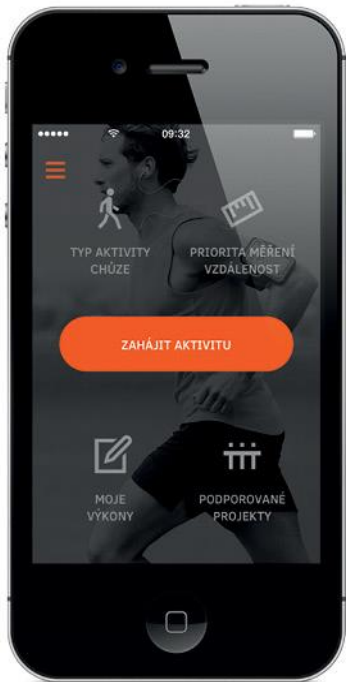 09:32
TYP AKTIVITY
CHŮZE
PRIORITA MĚŘENÍ
VZDÁLENOST
ZAHÁJIT AKTIVITU
MOJE
VÝKONY
PODPOROVANÉ
PROJEKTY